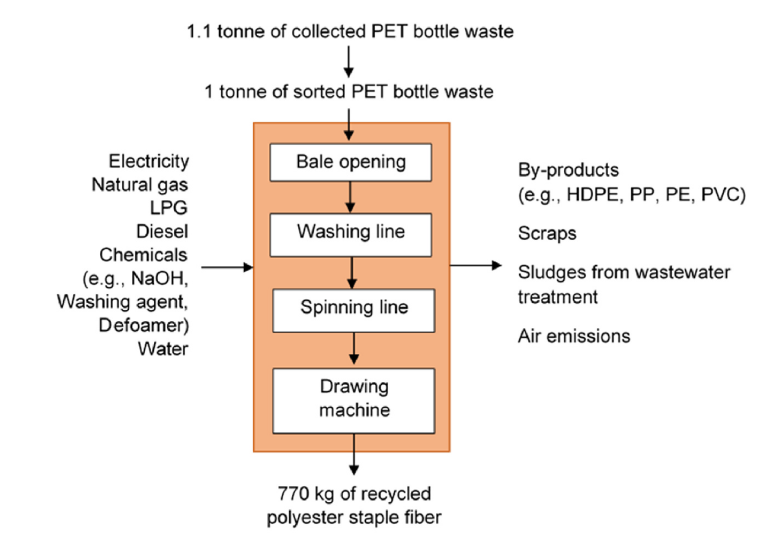 1.1 tonne of collected PET bottle waste
1 tonne of sorted PET bottle waste
Electricity
Natural gas
LPG
Diesel
Chemicals
(e.g., NaOH,
Washing agent,
Defoamer)
Water
Bale opening
Washing line
Spinning line
Drawing
machine
By-products
(e.g., HDPE, PP, PE, PVC)
Scraps
Sludges from wastewater
treatment
Air emissions
770 kg of recycled
polyester staple fiber